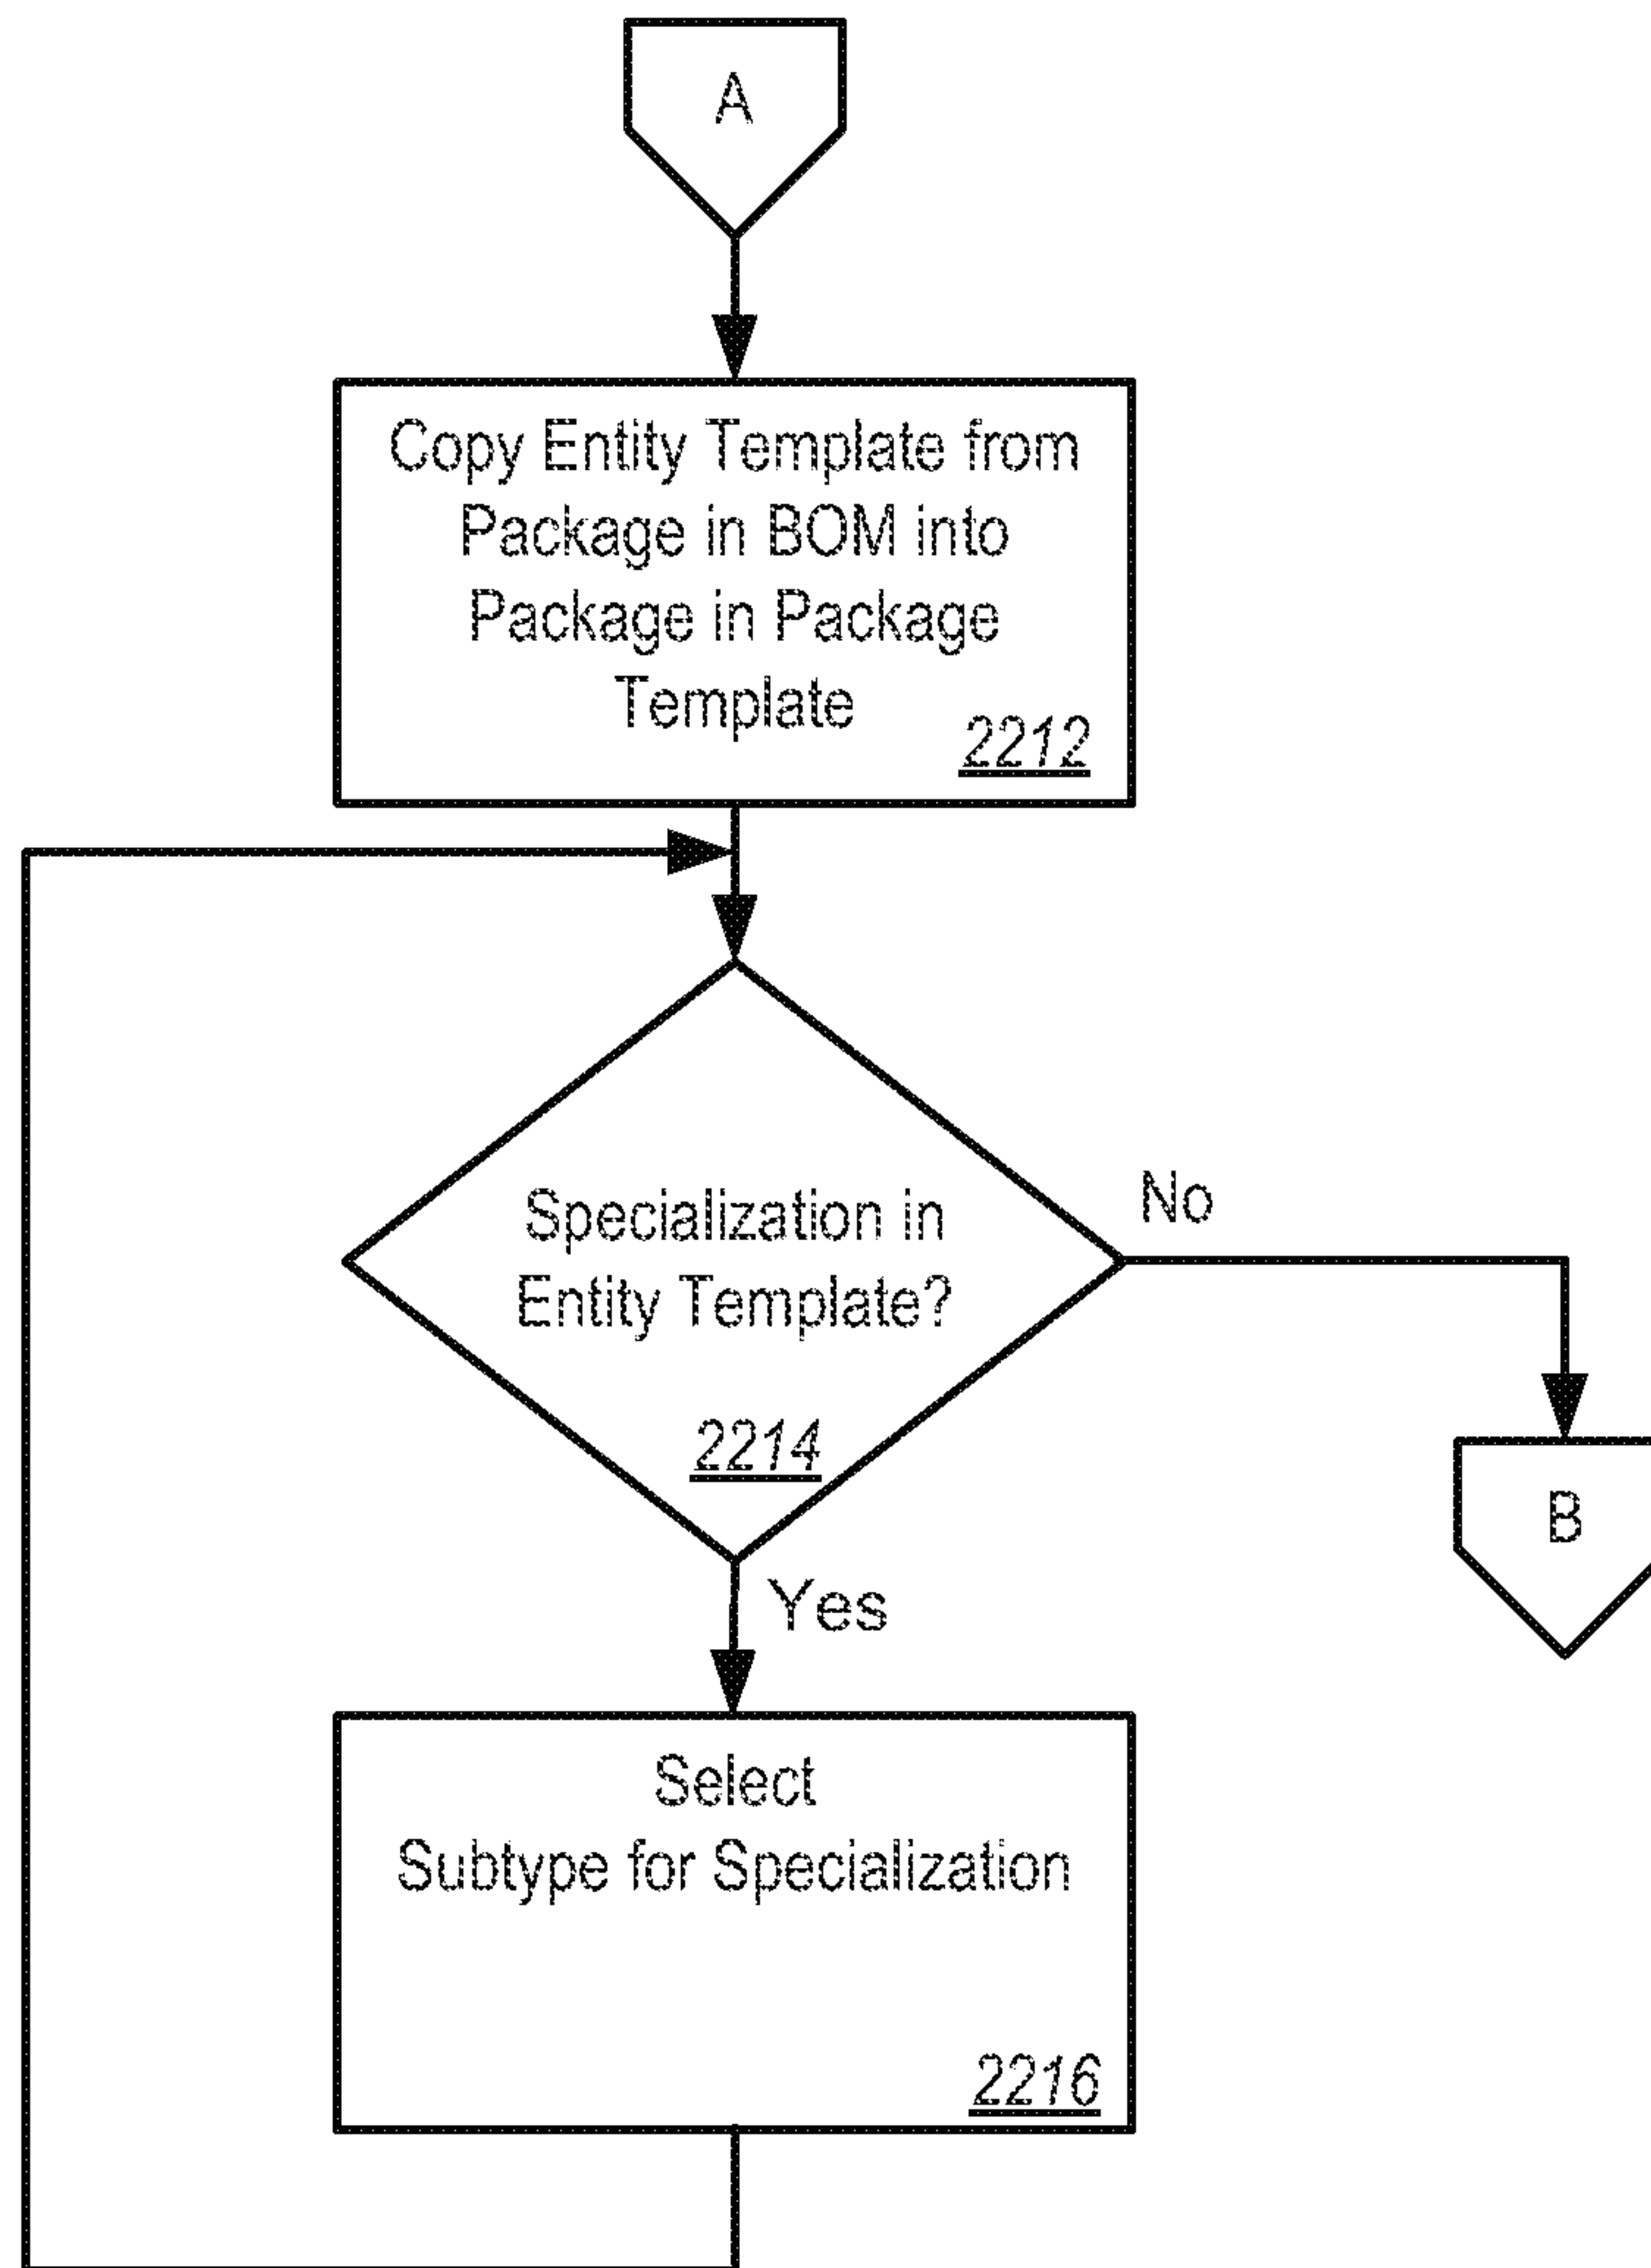 A
Copy Entity Template from
Package in BOM into
Package in Package
Template
2212
Specialization in
Entity Template?
2214
No
B
Yes
Select
Subtype for Specialization
2216